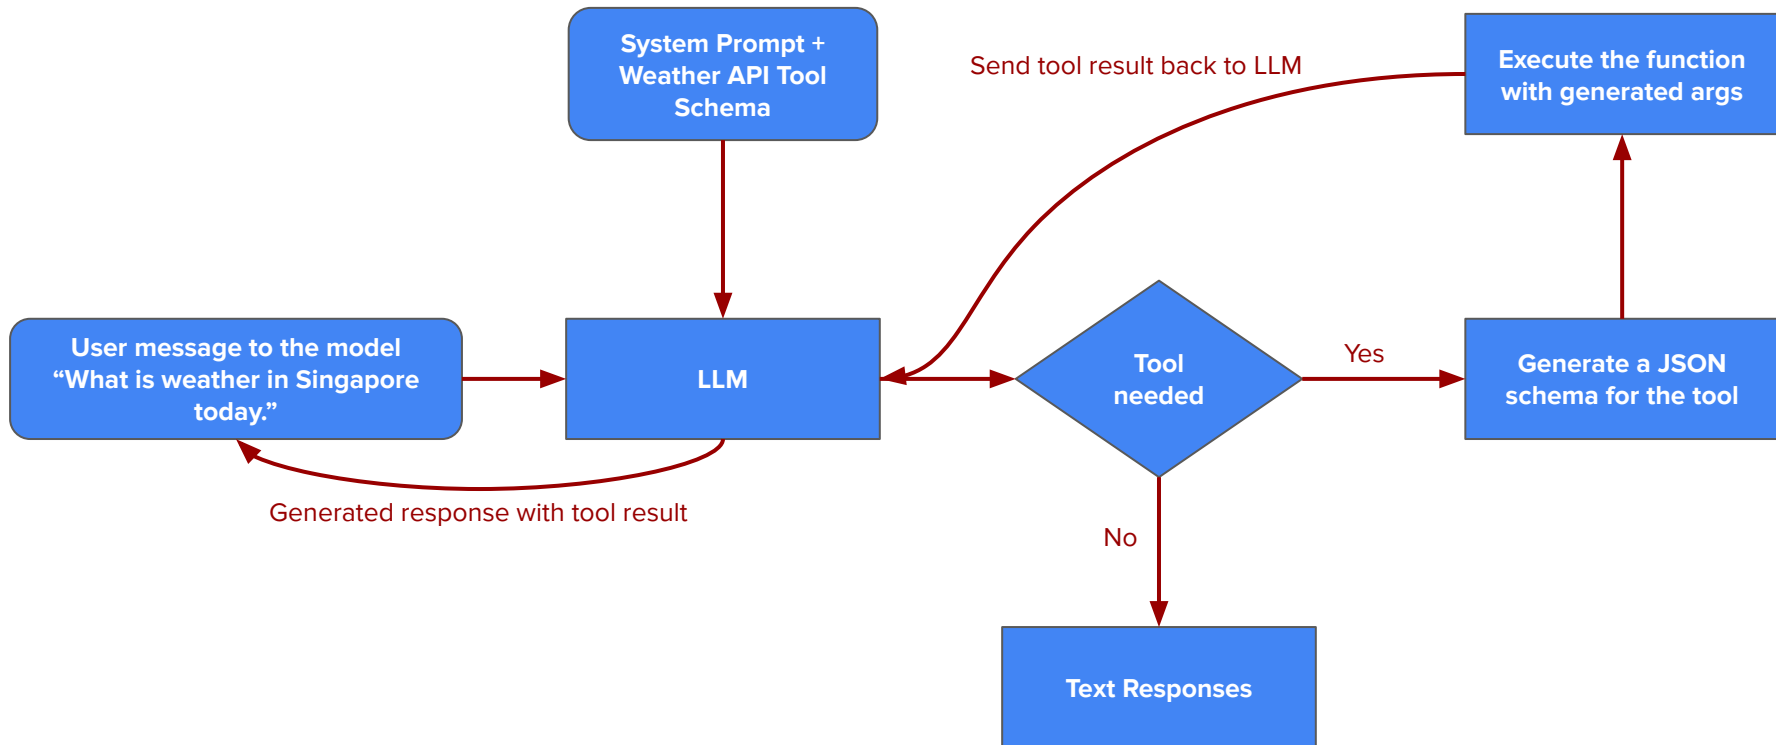 System Prompt +
Weather API Tool
Schema
Send tool result back to LLM
Execute the function
with generated args
User message to the model
“What is weather in Singapore
today.”
LLM
Tool
needed
Yes
Generate a JSON
schema for the tool
Generated response with tool result
No
Text Responses